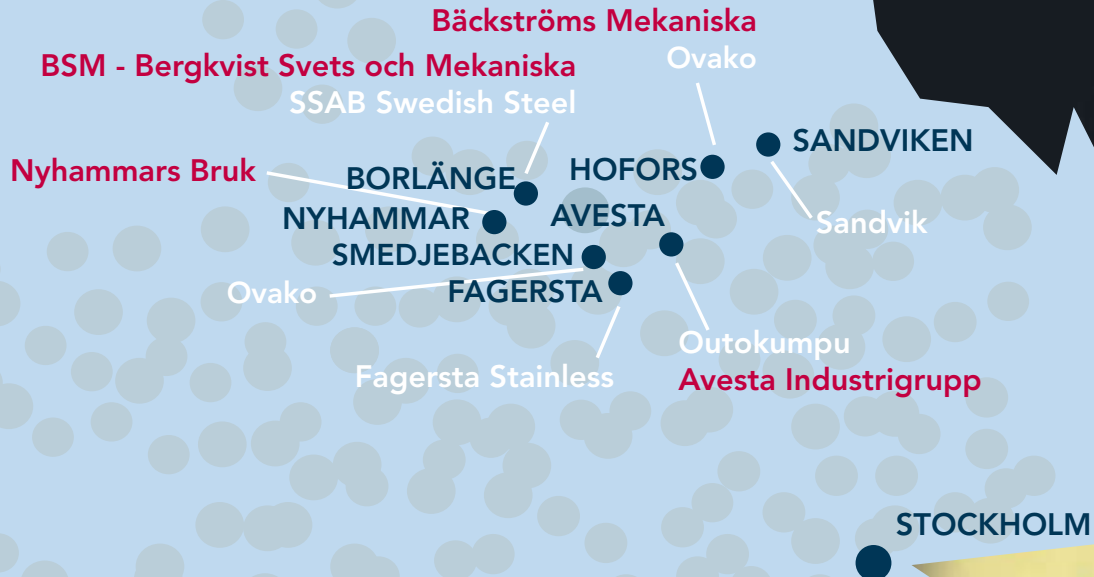 Bäckströms Mekaniska
Ovako
BSM - Bergkvist Svets och Mekaniska
SSAB Swedish Steel
SANDVIKEN
HOFORS
Nyhammars Bruk
BORLÄNGE
NYHAMMAR
AVESTA
Sandvik
SMEDJEBACKEN
Ovako
FAGERSTA
Outokumpu
Fagersta Stainless
Avesta Industrigrupp
STOCKHOLM